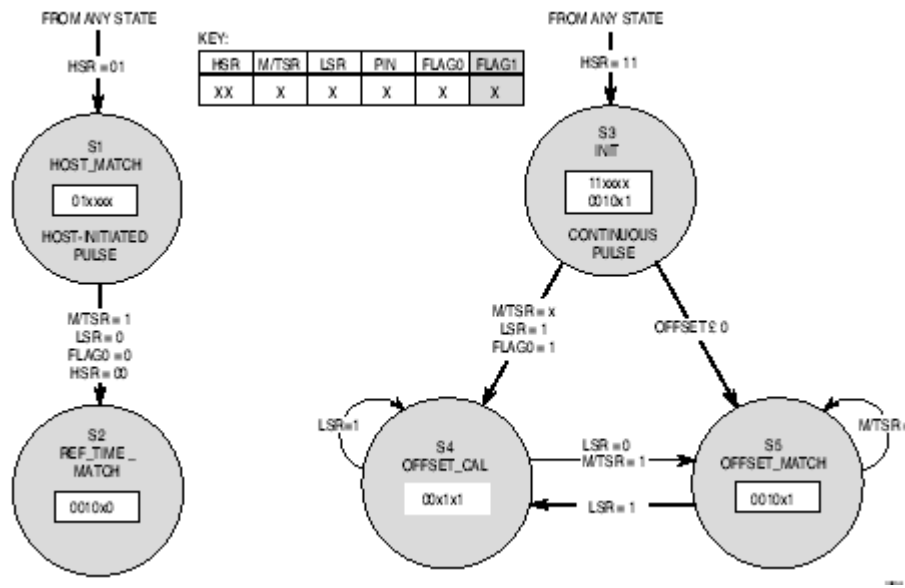 FROM ANY STATE
HSR = 01
KEY:
HSR M/TSR LSR PIN FLAG0 FLAG1
XX X X X X X
FROM ANY STATE
HSR = 11
S1
HOST_MATCH
01xxxx
HOST-INITIATED
PULSE
S3
INIT
11xxxx
0010x1
CONTINUOUS
PULSE
M/TSR = 1
LSR = 0
FLAG0 = 0
HSR = 00
M/TSR = x
LSR = 1
FLAG0 = 1
OFFSET £ 0
S2
REF_TIME_
MATCH
0010x0
LSR=1
S4
OFFSET_CAL
00x1x1
LSR=0
M/TSR= 1
LSR= 1
S5
OFFSET_MATCH
0010x1
M/TSR=